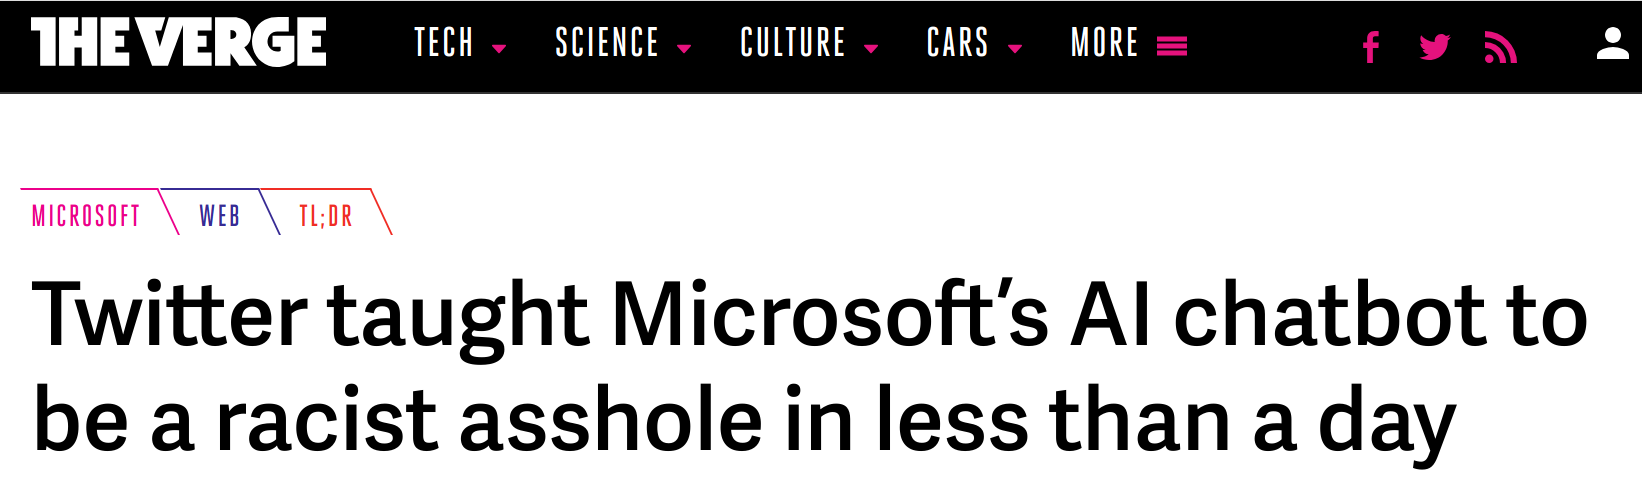 THE VERGE TECH SCIENCE CULTURE CARS MORE
MICROSOFT WEB TL;DR
Twitter taught Microsoft’s AI chatbot to
be a racist asshole in less than a day